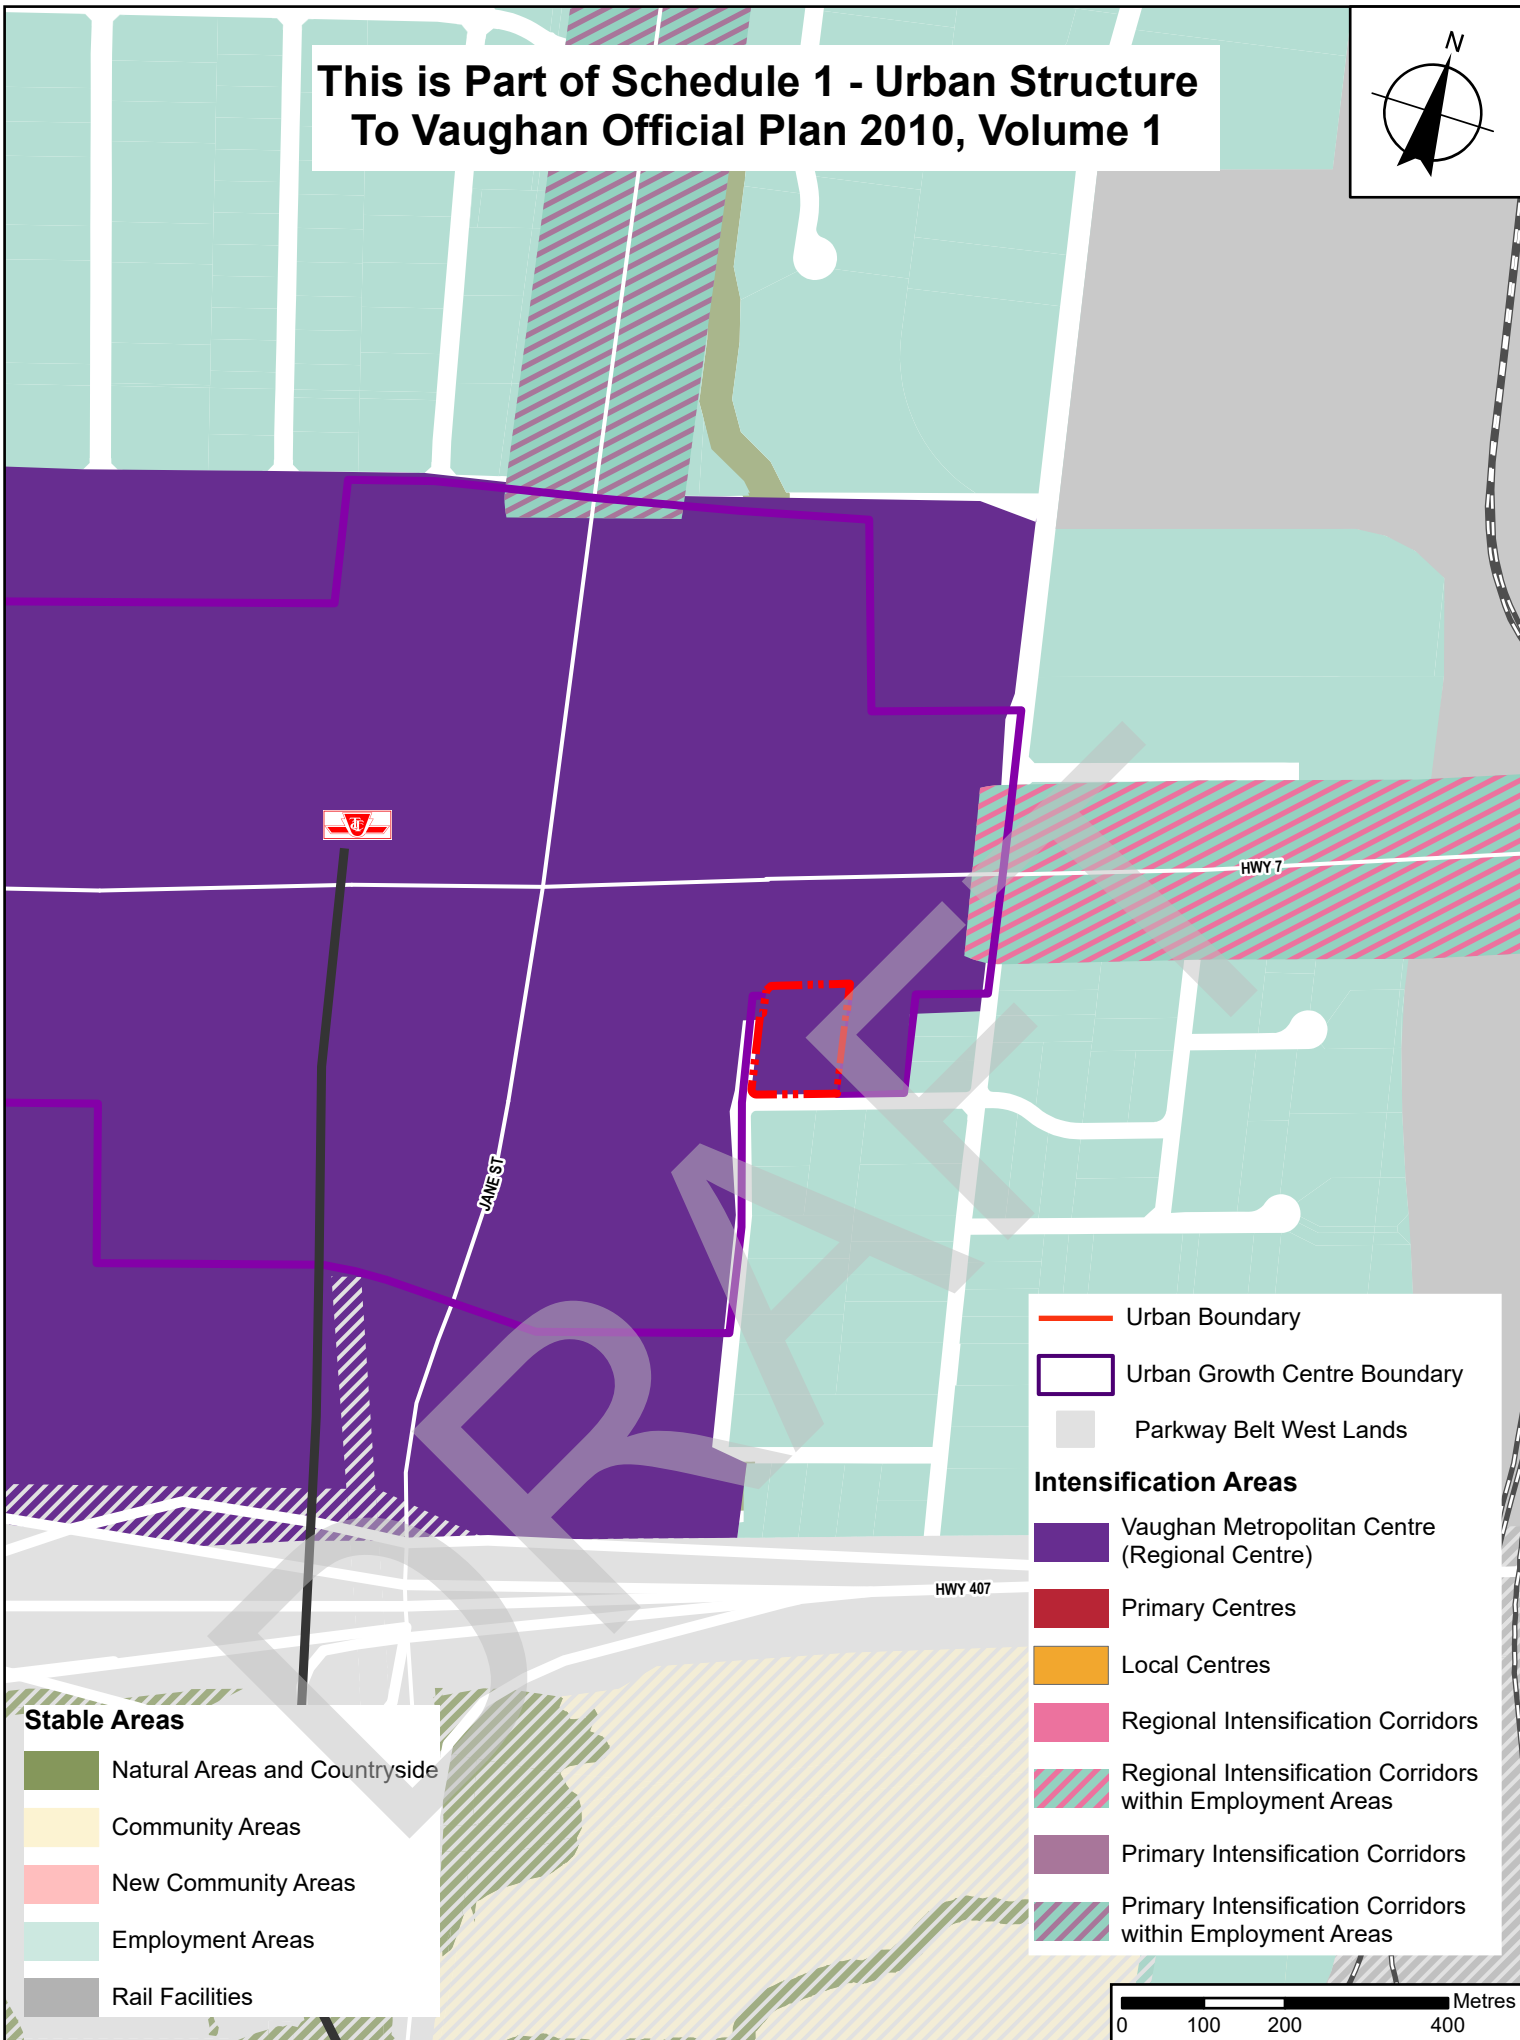 This is Part of Schedule 1 - Urban Structure
To Vaughan Official Plan 2010, Volume 1
N
HWY 7
JANE ST
HWY 407
DRAFT
Urban Boundary
Urban Growth Centre Boundary
Parkway Belt West Lands
Intensification Areas
Vaughan Metropolitan Centre
(Regional Centre)
Primary Centres
Local Centres
Regional Intensification Corridors
Regional Intensification Corridors
within Employment Areas
Primary Intensification Corridors
Primary Intensification Corridors
within Employment Areas
Stable Areas
Natural Areas and Countryside
Community Areas
New Community Areas
Employment Areas
Rail Facilities
Metres
0 100 200 400